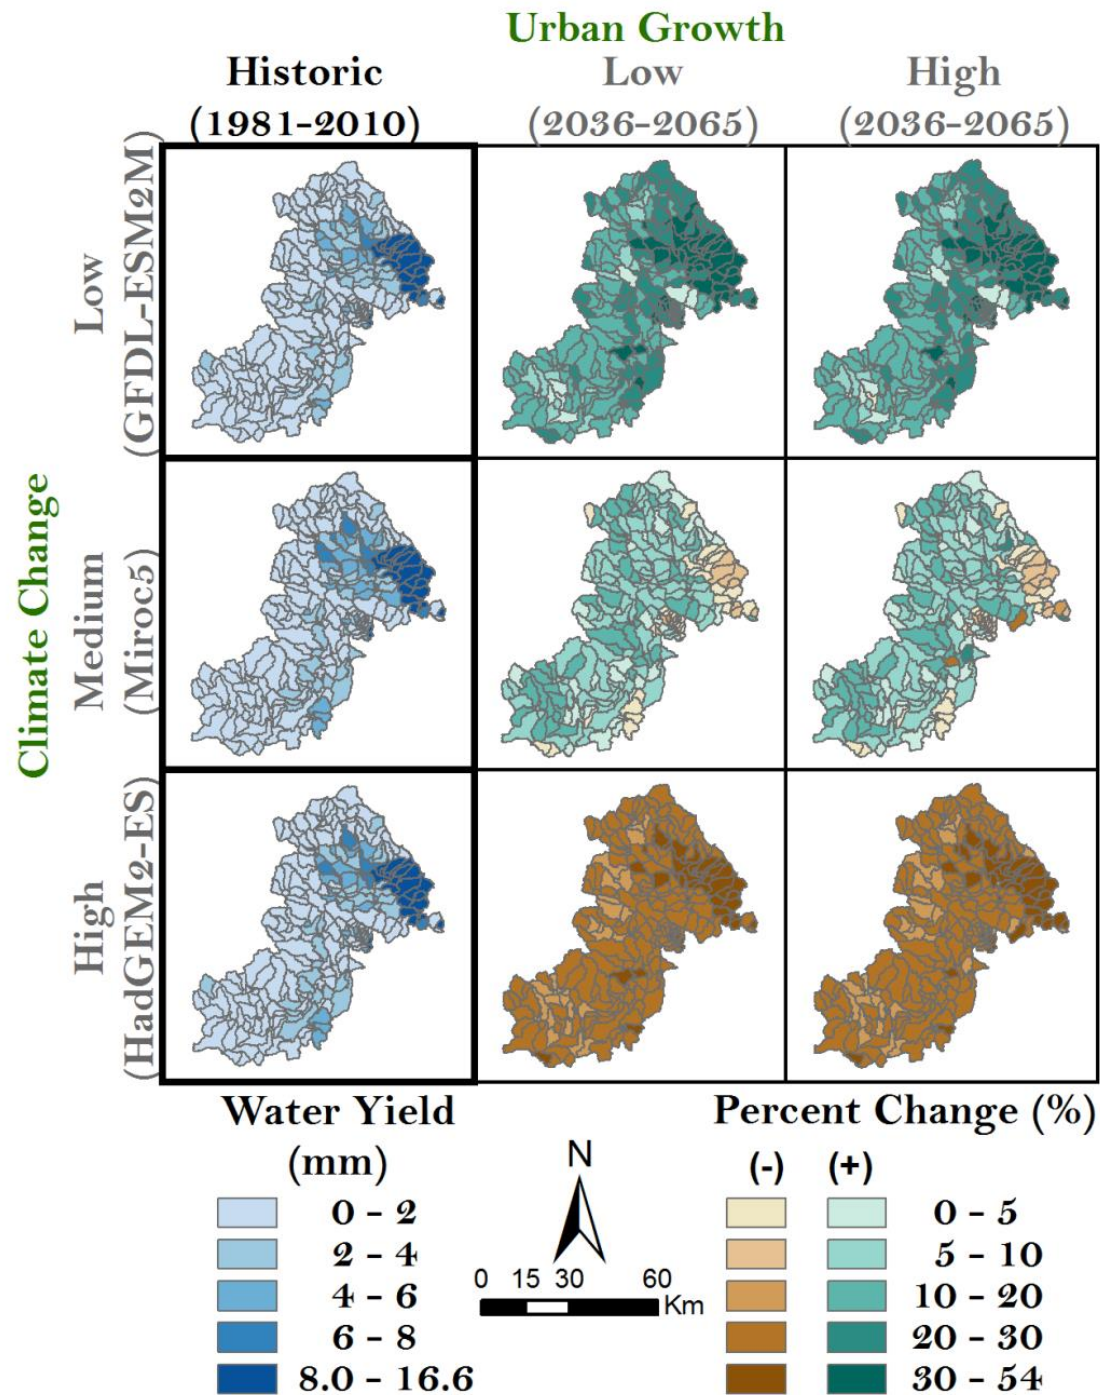 Urban Growth
Historic
(1981-2010)
Low
(2036-2065)
High
(2036-2065)
Climate Change
Low
(GFDL-ESM2M)
Medium
(Miroc5)
High
(HadGEM2-ES)
Water Yield
(mm)
0 - 2
2 - 4
4 - 6
6 - 8
8.0 - 16.6
N
0 15 30 60
Km
Percent Change (%)
(-) (+)
0 - 5
5 - 10
10 - 20
20 - 30
30 - 54